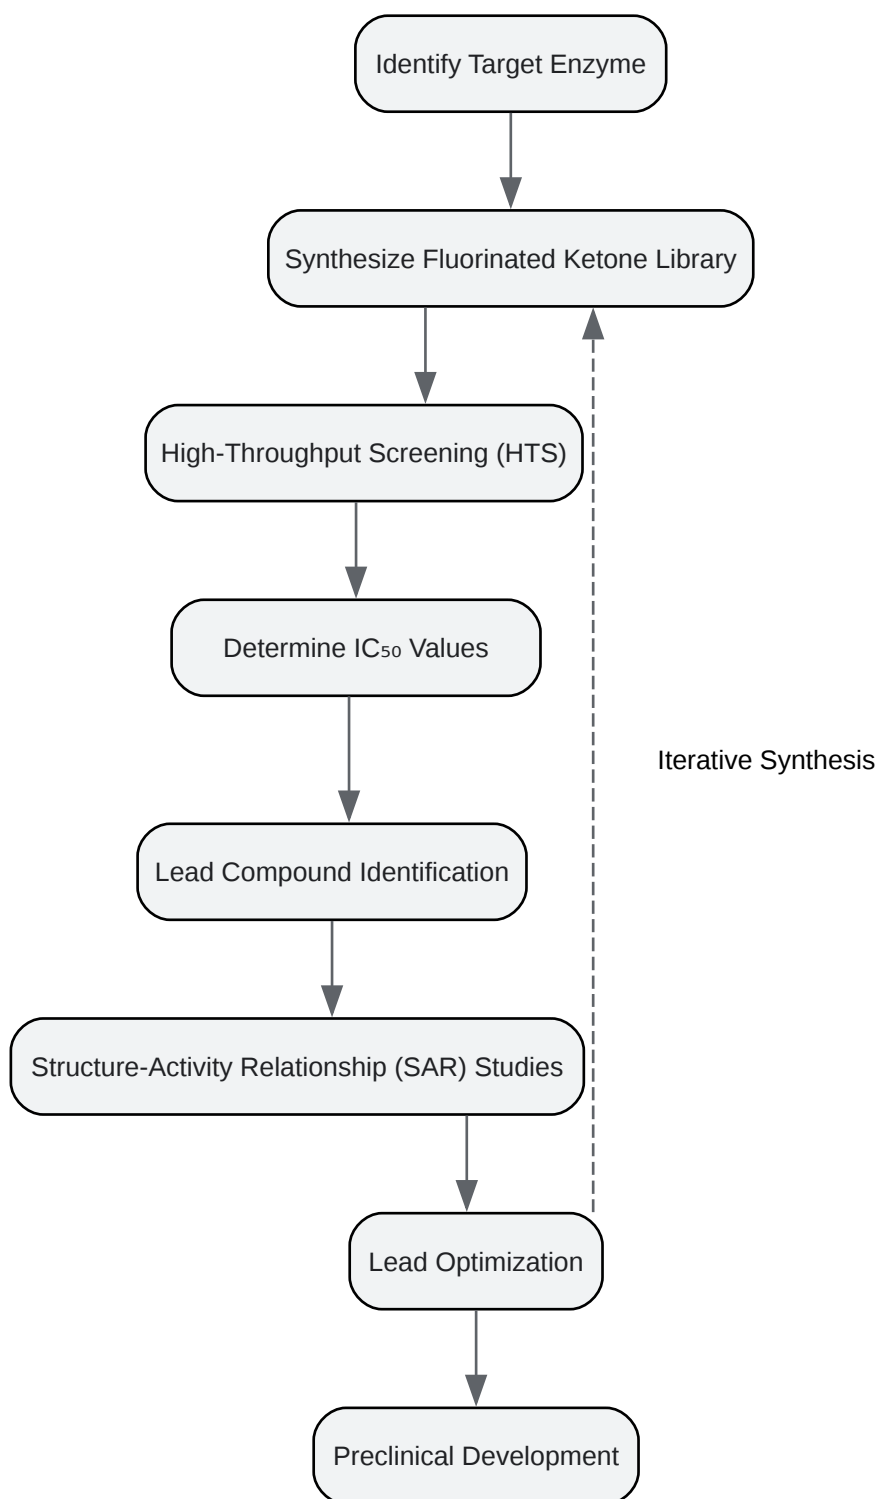 Identify Target Enzyme
Synthesize Fluorinated Ketone Library
High-Throughput Screening (HTS)
Determine IC₅₀ Values
Iterative Synthesis
Lead Compound Identification
Structure-Activity Relationship (SAR) Studies
Lead Optimization
Preclinical Development